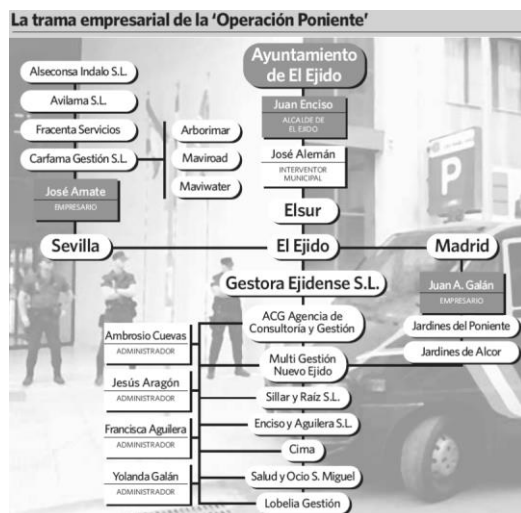 La trama empresarial de la ‘Operación Poniente’
Alseconsa Indalo S.L.
Avilama S.L.
Fracenta Servicios
Carfama Gestión S.L.
José Amate
EMPRESARIO
Arborimar
Maviroad
Maviwater
Ayuntamiento
de El Ejido
Juan Enciso
ALCALDE DE
EL EJIDO
José Alemán
INTERVENTOR
MUNICIPAL
Elsur
Sevilla
El Ejido
Madrid
Gestora Ejidense S.L.
Juan A. Galán
EMPRESARIO
Jardines del Poniente
Jardines de Alcor
ACG Agencia de
Consultoría y Gestión
Ambrosio Cuevas
ADMINISTRADOR
Multi Gestión
Nuevo Ejido
Jesús Aragón
ADMINISTRADOR
Sillar y Raíz S.L.
Francisca Aguilera
ADMINISTRADOR
Enciso y Aguilera S.L.
Cima
Yolanda Galán
ADMINISTRADOR
Salud y Ocio S. Miguel
Lobelia Gestión
P